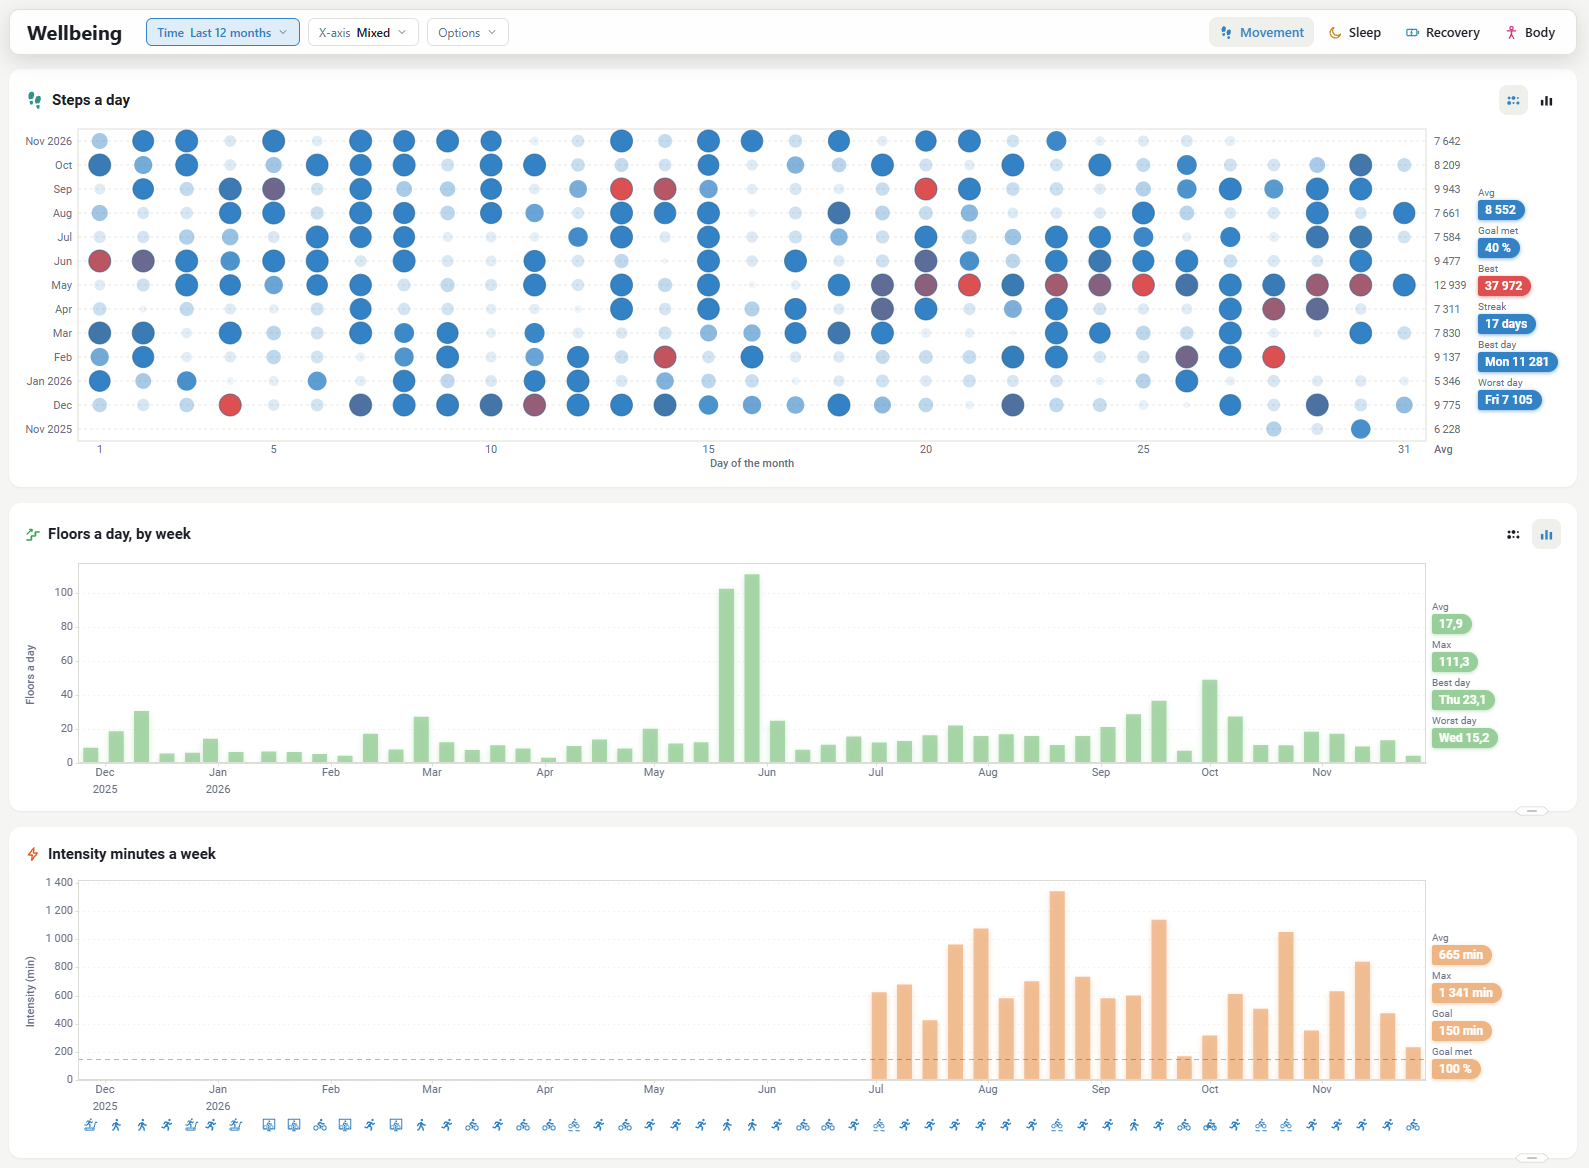 Wellbeing
Time Last 12 months
X-axis Mixed
Options
Movement
Sleep
Recovery
Body
Steps a day
Nov 2026 7 642
Oct 8 209
Sep 9 943
Aug 7 661
Jul 7 584
Jun 9 477
May 12 939
Apr 7 311
Mar 7 830
Feb 9 137
Jan 2026 5 346
Dec 9 775
Nov 2025 6 228
1 5 10 15 20 25 31 Avg
Day of the month
Avg
8 552
Goal met
40 %
Best
37 972
Streak
17 days
Best day
Mon 11 281
Worst day
Fri 7 105
Floors a day, by week
Floors a day
100
80
60
40
20
0
Dec Jan Feb Mar Apr May Jun Jul Aug Sep Oct Nov
2025 2026
Avg
17,9
Max
111,3
Best day
Thu 23,1
Worst day
Wed 15,2
Intensity minutes a week
Intensity (min)
1 400
1 200
1 000
800
600
400
200
0
Dec Jan Feb Mar Apr May Jun Jul Aug Sep Oct Nov
2025 2026
Avg
665 min
Max
1 341 min
Goal
150 min
Goal met
100 %